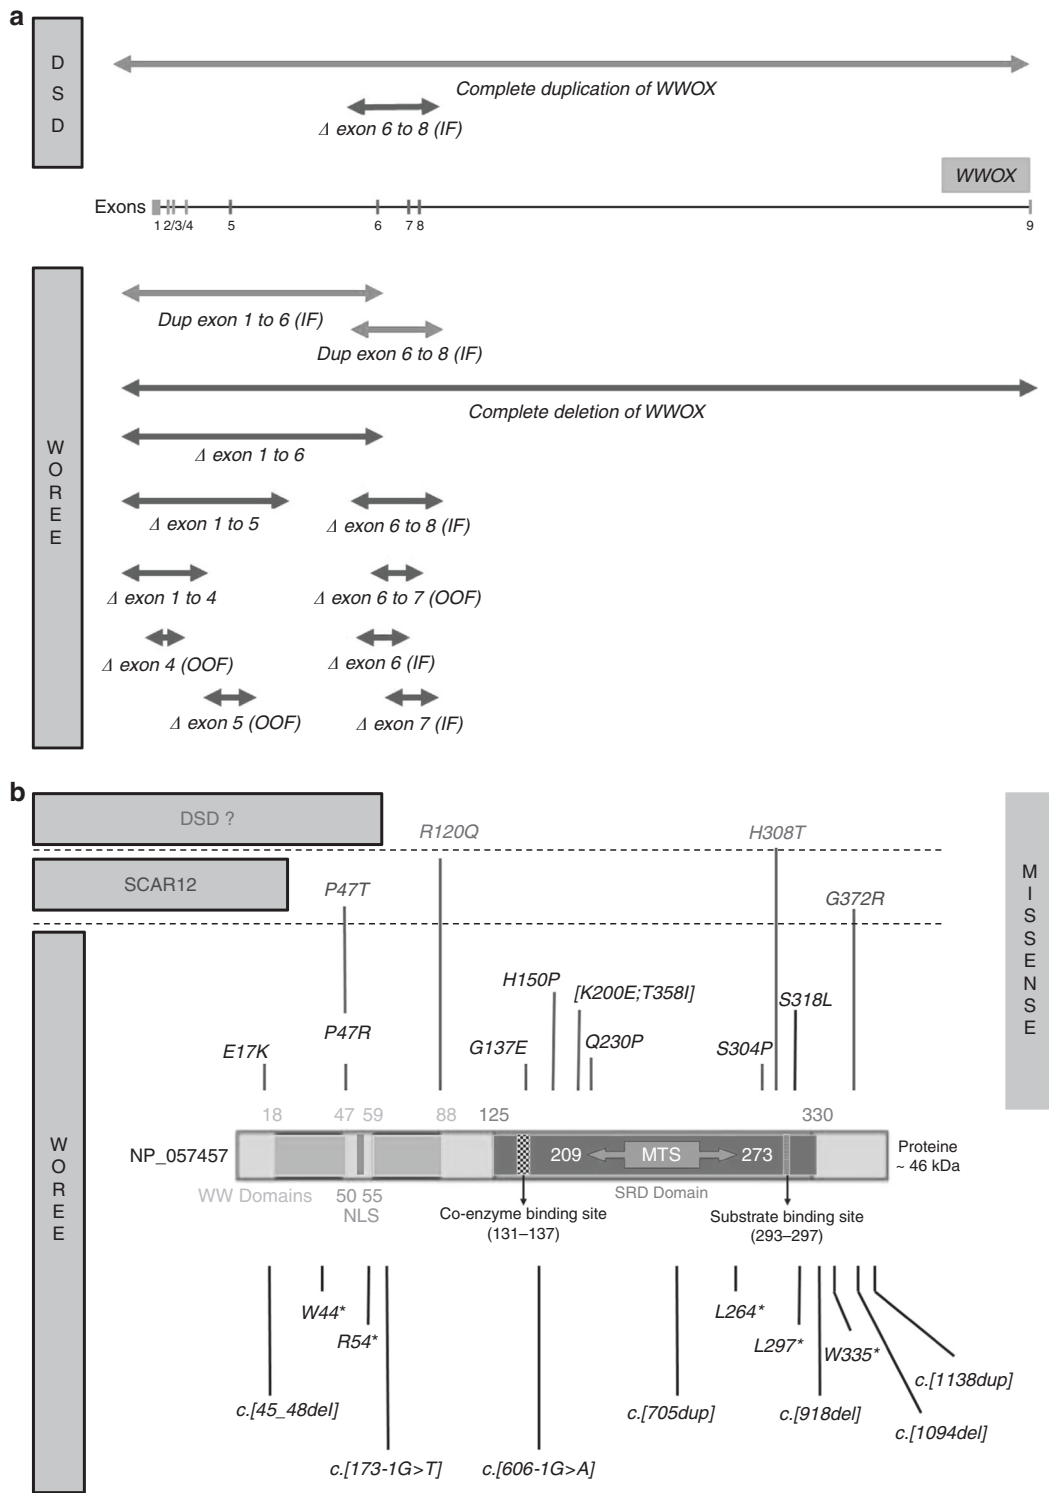 a
D
S
D
Complete duplication of WWOX
Δ exon 6 to 8 (IF)
WWOX
Exons
1 2/3/4 5 6 7 8 9
W
O
R
E
E
Dup exon 1 to 6 (IF)
Dup exon 6 to 8 (IF)
Complete deletion of WWOX
Δ exon 1 to 6
Δ exon 1 to 5
Δ exon 6 to 8 (IF)
Δ exon 1 to 4
Δ exon 6 to 7 (OOF)
Δ exon 4 (OOF)
Δ exon 6 (IF)
Δ exon 5 (OOF)
Δ exon 7 (IF)
b
DSD ?
R120Q
H308T
SCAR12
P47T
G372R
M
I
S
S
E
N
S
E
W
O
R
E
E
H150P
[K200E;T358I]
S318L
E17K
P47R
G137E
Q230P
S304P
18 47 59 88 125 330
NP_057457
209 MTS 273
Proteine
~ 46 kDa
WW Domains
50 55
NLS
SRD Domain
Co-enzyme binding site
(131–137)
Substrate binding site
(293–297)
W44*
R54*
L264*
L297*
W335*
c.[1138dup]
c.[45_48del]
c.[705dup]
c.[918del]
c.[1094del]
c.[173-1G>T]
c.[606-1G>A]